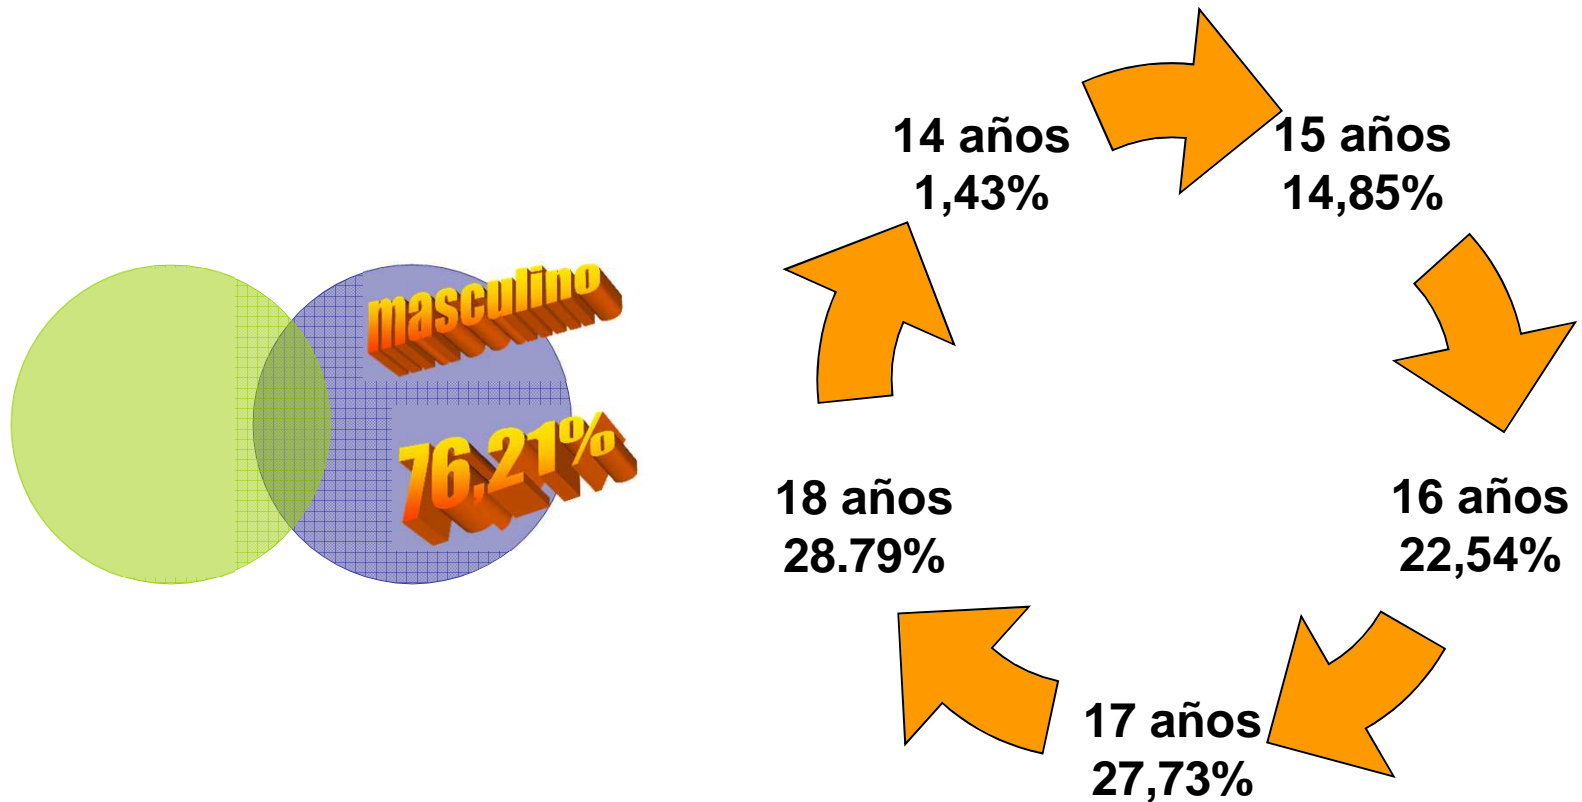 masculino
76,21%
14 años
1,43%
15 años
14,85%
16 años
22,54%
17 años
27,73%
18 años
28.79%